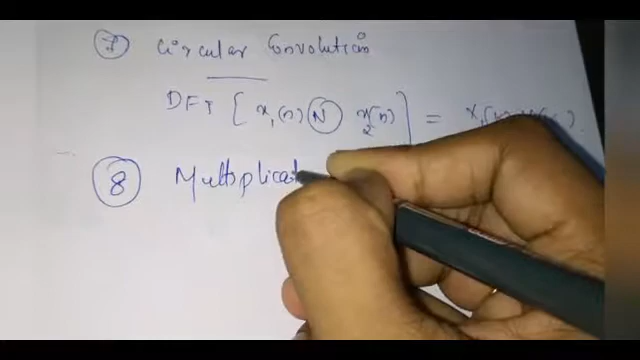 7 Circular Convolution
DFT [ x₁(n) Ⓝ x₂(n) ] =
8 Multiplicat